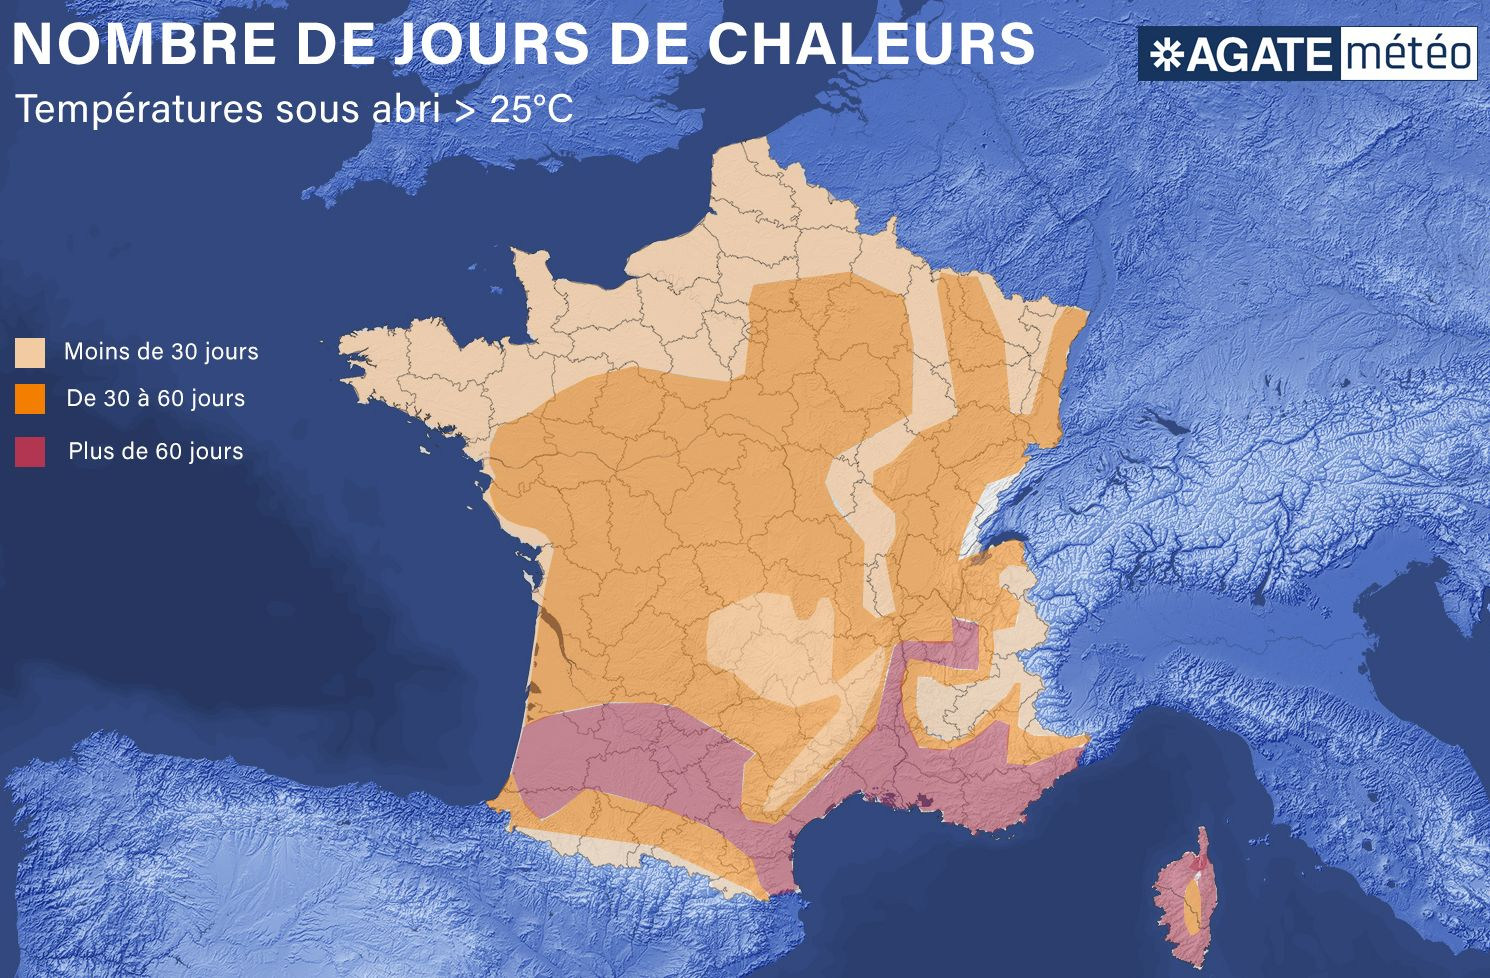 NOMBRE DE JOURS DE CHALEURS
AGATE météo
Températures sous abri > 25°C
Moins de 30 jours
De 30 à 60 jours
Plus de 60 jours